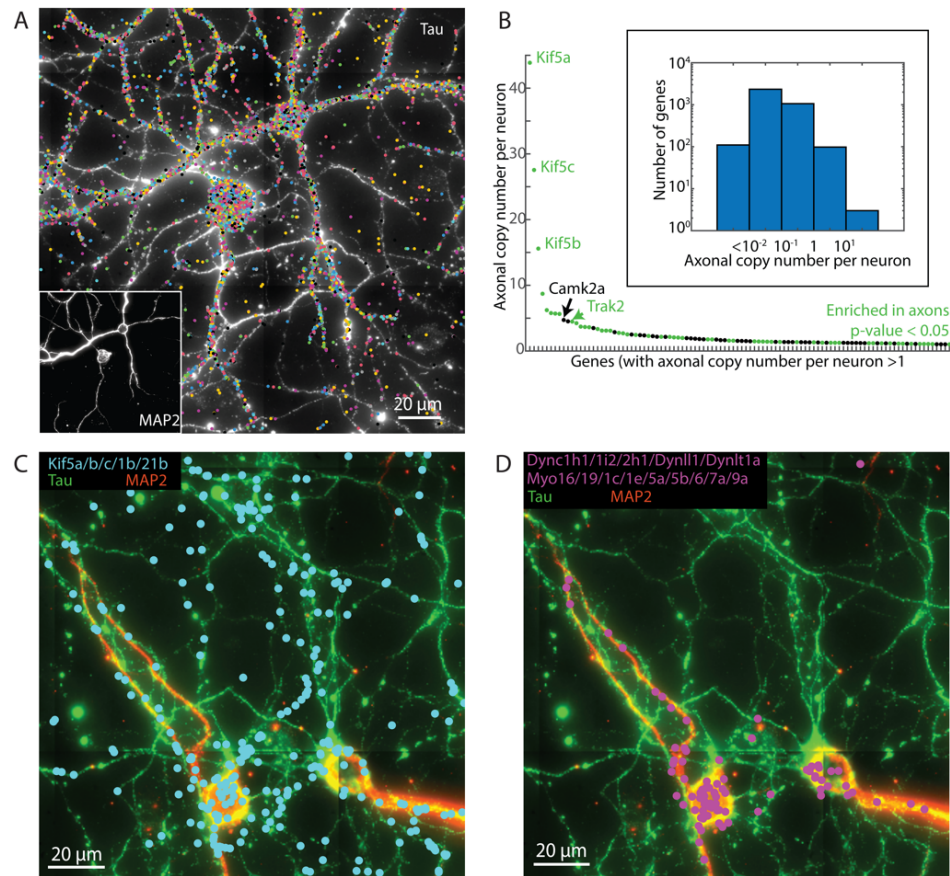 A
Tau
MAP2
20 µm
B
Axonal copy number per neuron
40
30
20
10
0
Kif5a
Kif5c
Kif5b
Camk2a
Trak2
Enriched in axons
p-value < 0.05
Genes (with axonal copy number per neuron >1
Number of genes
10⁴
10³
10²
10¹
10⁰
<10⁻² 10⁻¹ 1 10¹
Axonal copy number per neuron
C
Kif5a/b/c/1b/21b
Tau MAP2
20 µm
D
Dync1h1/1i2/2h1/Dynll1/Dynlt1a
Myo16/19/1c/1e/5a/5b/6/7a/9a
Tau MAP2
20 µm